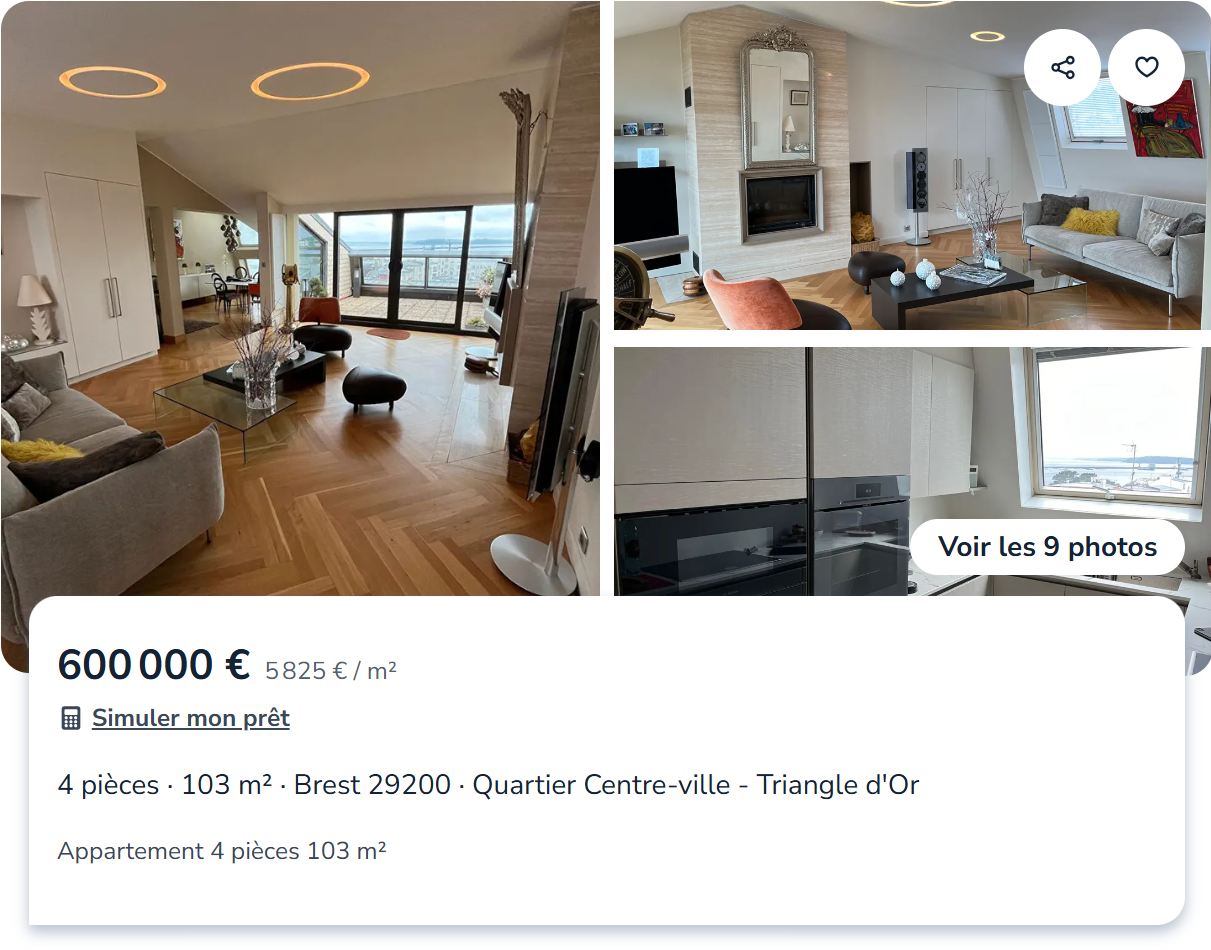 Voir les 9 photos
600 000 € 5 825 € / m²
Simuler mon prêt
4 pièces · 103 m² · Brest 29200 · Quartier Centre-ville - Triangle d'Or
Appartement 4 pièces 103 m²